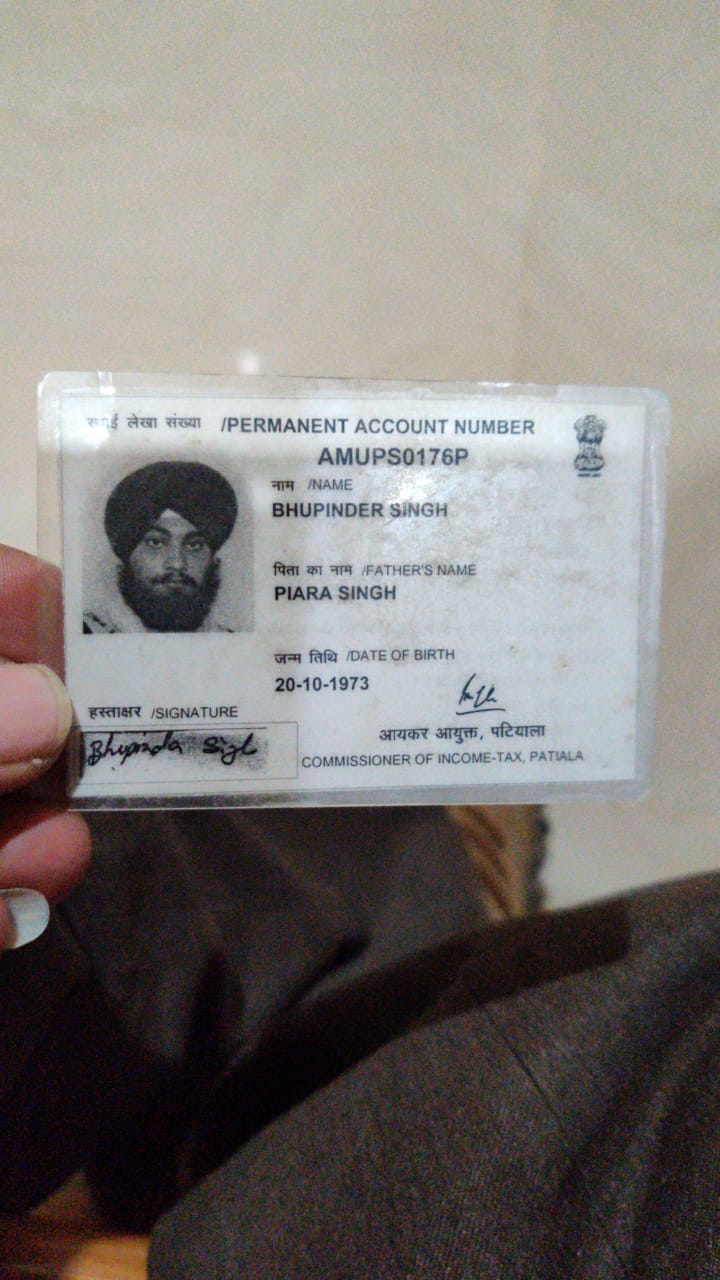 स्थाई लेखा संख्या /PERMANENT ACCOUNT NUMBER
AMUPS0176P
नाम /NAME
BHUPINDER SINGH
पिता का नाम /FATHER'S NAME
PIARA SINGH
जन्म तिथि /DATE OF BIRTH
20-10-1973
हस्ताक्षर /SIGNATURE
आयकर आयुक्त, पटियाला
COMMISSIONER OF INCOME-TAX, PATIALA